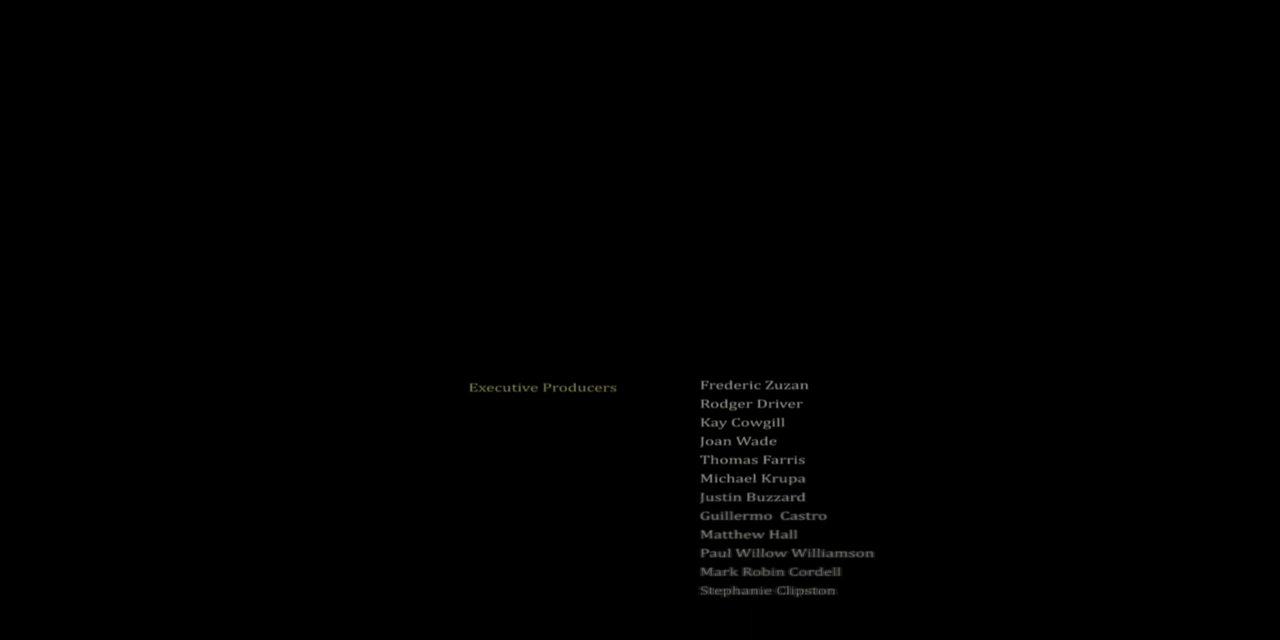 Executive Producers
Frederic Zuzan
Rodger Driver
Kay Cowgill
Joan Wade
Thomas Farris
Michael Krupa
Justin Buzzard
Guillermo Castro
Matthew Hall
Paul Willow Williamson
Mark Robin Cordell
Stephanie Clipston